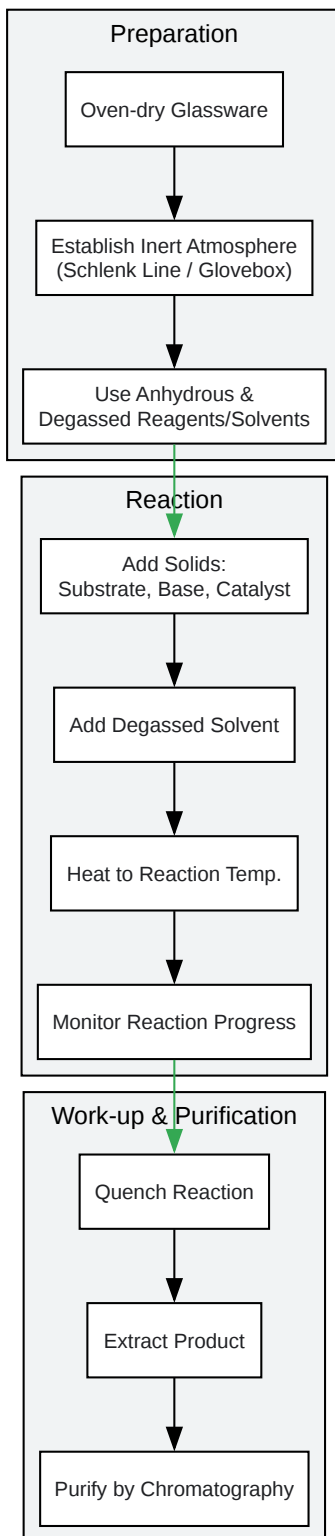 Preparation
Oven-dry Glassware
Establish Inert Atmosphere
(Schlenk Line / Glovebox)
Use Anhydrous &
Degassed Reagents/Solvents
Reaction
Add Solids:
Substrate, Base, Catalyst
Add Degassed Solvent
Heat to Reaction Temp.
Monitor Reaction Progress
Work-up & Purification
Quench Reaction
Extract Product
Purify by Chromatography